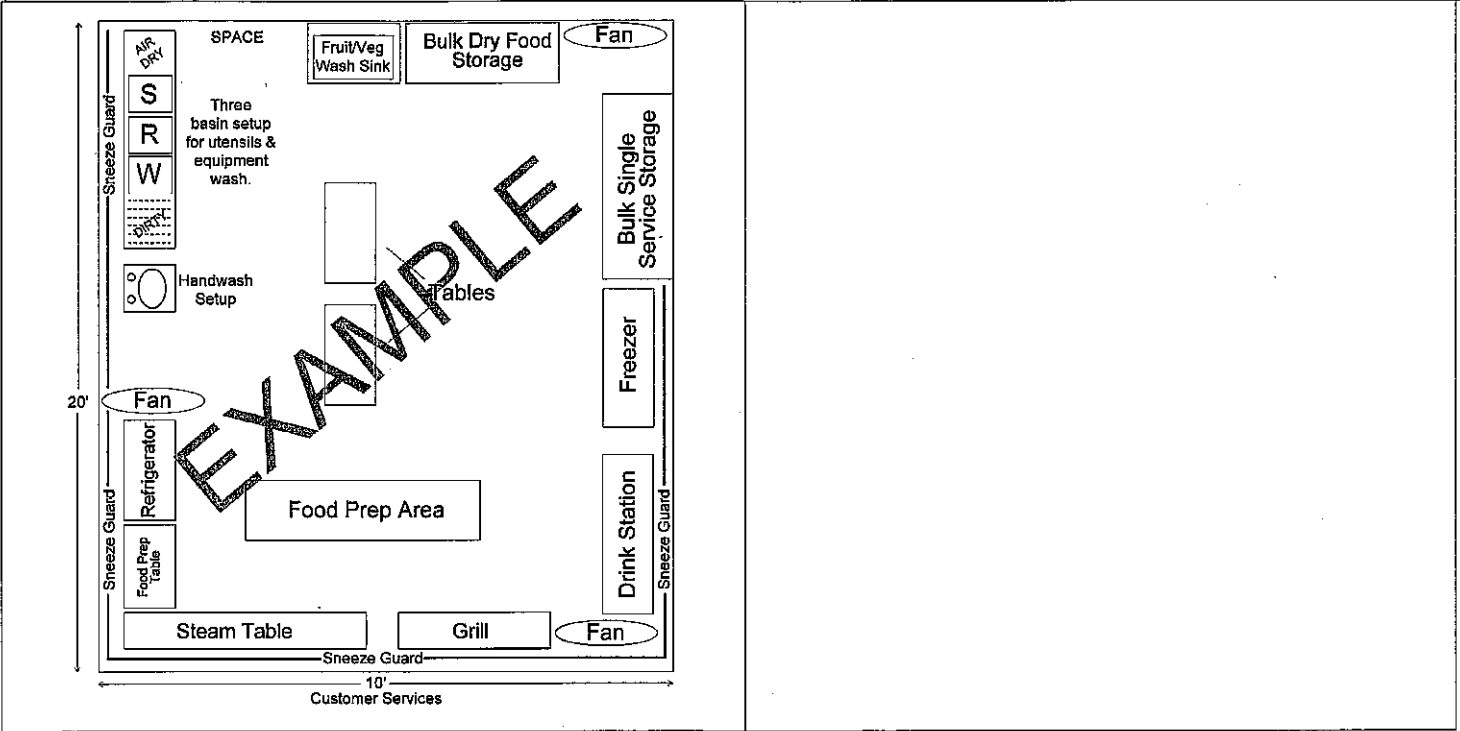 SPACE
Fruit/Veg
Wash Sink
Bulk Dry Food
Storage
Fan
AIR
DRY
S
R
W
DIRTY
Three
basin setup
for utensils &
equipment
wash.
Sneeze Guard
Bulk Single
Service Storage
Handwash
Setup
Tables
EXAMPLE
Freezer
20'
Fan
Refrigerator
Food Prep Area
Drink Station
Sneeze Guard
Sneeze Guard
Food Prep
Table
Steam Table
Grill
Fan
Sneeze Guard
10'
Customer Services